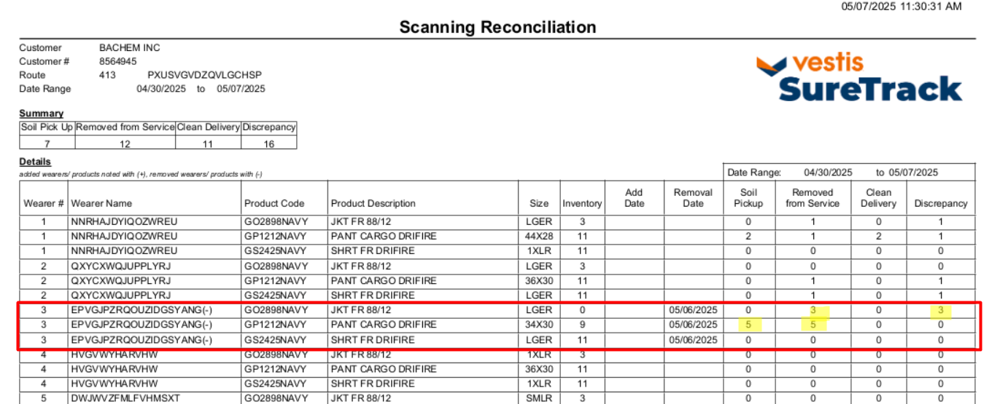 05/07/2025 11:30:31 AM
Scanning Reconciliation
Customer BACHEM INC
Customer # 8564945
Route 413 PXUSVGVDZQVLGCHSP
Date Range 04/30/2025 to 05/07/2025
vestis
SureTrack
Summary
Soil Pick Up Removed from Service Clean Delivery Discrepancy
7 12 11 16
Details
added wearers/ products noted with (+), removed wearers/ products with (-)
Date Range: 04/30/2025 to 05/07/2025
Wearer # Wearer Name Product Code Product Description Size Inventory Add Date Removal Date Soil Pickup Removed from Service Clean Delivery Discrepancy
1 NNRHAJDYIQOZWREU GO2898NAVY JKT FR 88/12 LGER 3 0 1 0 1
1 NNRHAJDYIQOZWREU GP1212NAVY PANT CARGO DRIFIRE 44X28 11 2 1 2 1
1 NNRHAJDYIQOZWREU GS2425NAVY SHRT FR DRIFIRE 1XLR 11 0 0 0 0
2 QXYCXWQJUPPLYRJ GO2898NAVY JKT FR 88/12 LGER 3 0 0 0 0
2 QXYCXWQJUPPLYRJ GP1212NAVY PANT CARGO DRIFIRE 36X30 11 0 1 0 1
2 QXYCXWQJUPPLYRJ GS2425NAVY SHRT FR DRIFIRE LGER 11 0 1 0 1
3 EPVGJPZRQOUZIDGSYANG(-) GO2898NAVY JKT FR 88/12 LGER 0 05/06/2025 0 3 0 3
3 EPVGJPZRQOUZIDGSYANG(-) GP1212NAVY PANT CARGO DRIFIRE 34X30 9 05/06/2025 5 5 0 0
3 EPVGJPZRQOUZIDGSYANG(-) GS2425NAVY SHRT FR DRIFIRE LGER 11 05/06/2025 0 0 0 0
4 HVGVWYHARVHW GO2898NAVY JKT FR 88/12 1XLR 3 0 0 0 0
4 HVGVWYHARVHW GP1212NAVY PANT CARGO DRIFIRE 36X30 11 0 0 0 0
4 HVGVWYHARVHW GS2425NAVY SHRT FR DRIFIRE 1XLR 11 0 0 0 0
5 DWJWVZFMLFVHMSXT GO2898NAVY JKT FR 88/12 SMLR 3 0 0 0 0